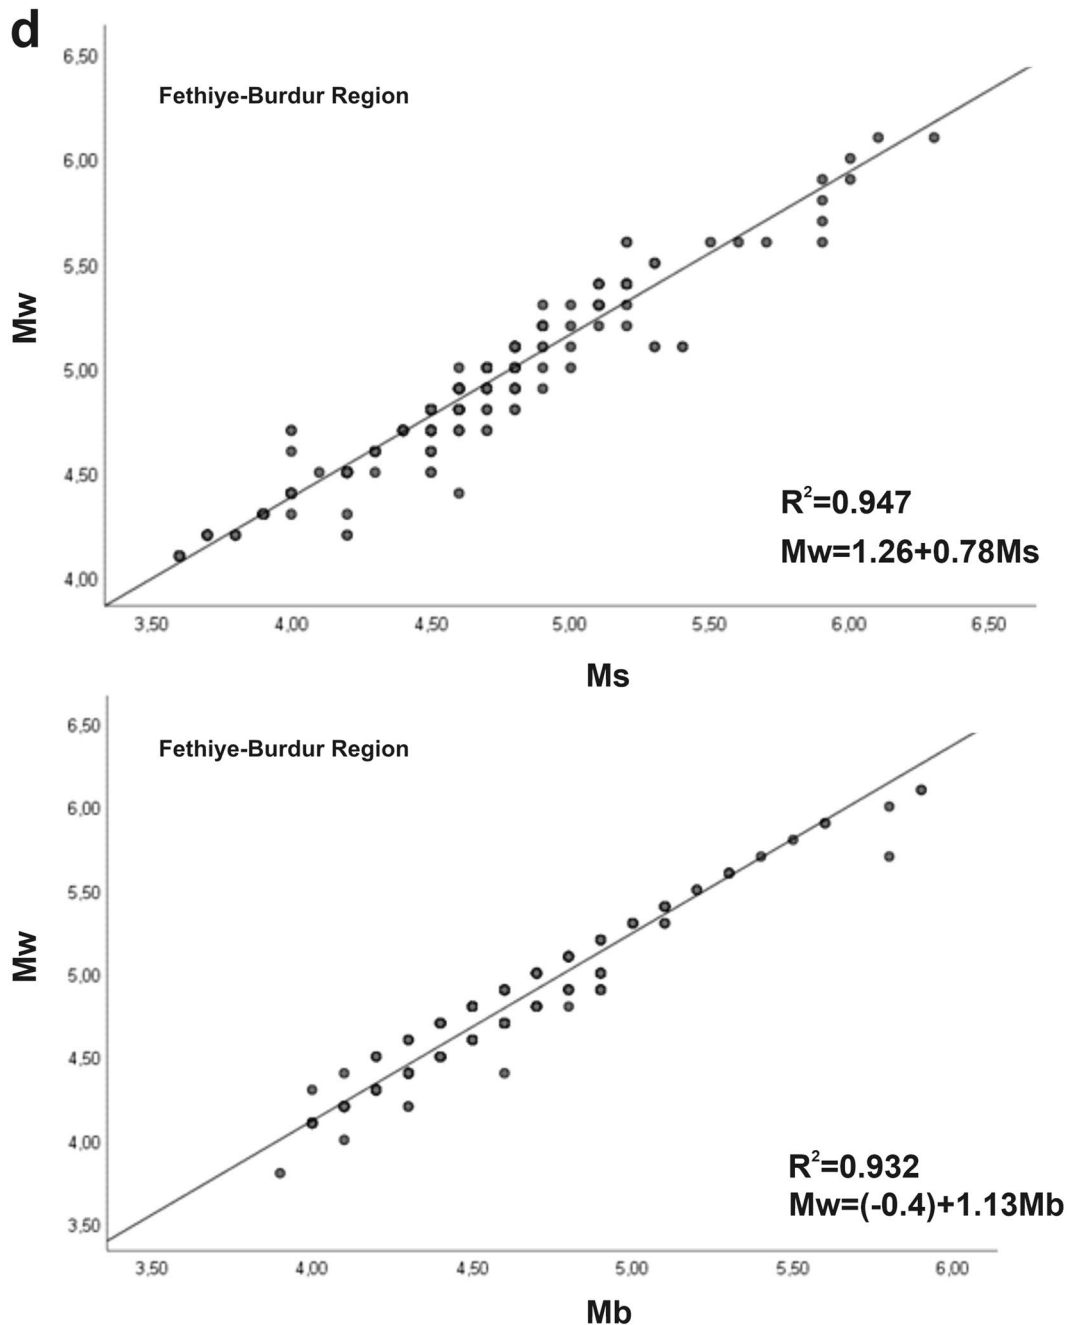 d
6,50
Fethiye-Burdur Region
6,00
5,50
Mw
5,00
4,50
R²=0.947
Mw=1.26+0.78Ms
4,00
3,50 4,00 4,50 5,00 5,50 6,00 6,50
Ms
6,50
Fethiye-Burdur Region
6,00
5,50
Mw
5,00
4,50
4,00
R²=0.932
Mw=(-0.4)+1.13Mb
3,50
3,50 4,00 4,50 5,00 5,50 6,00
Mb